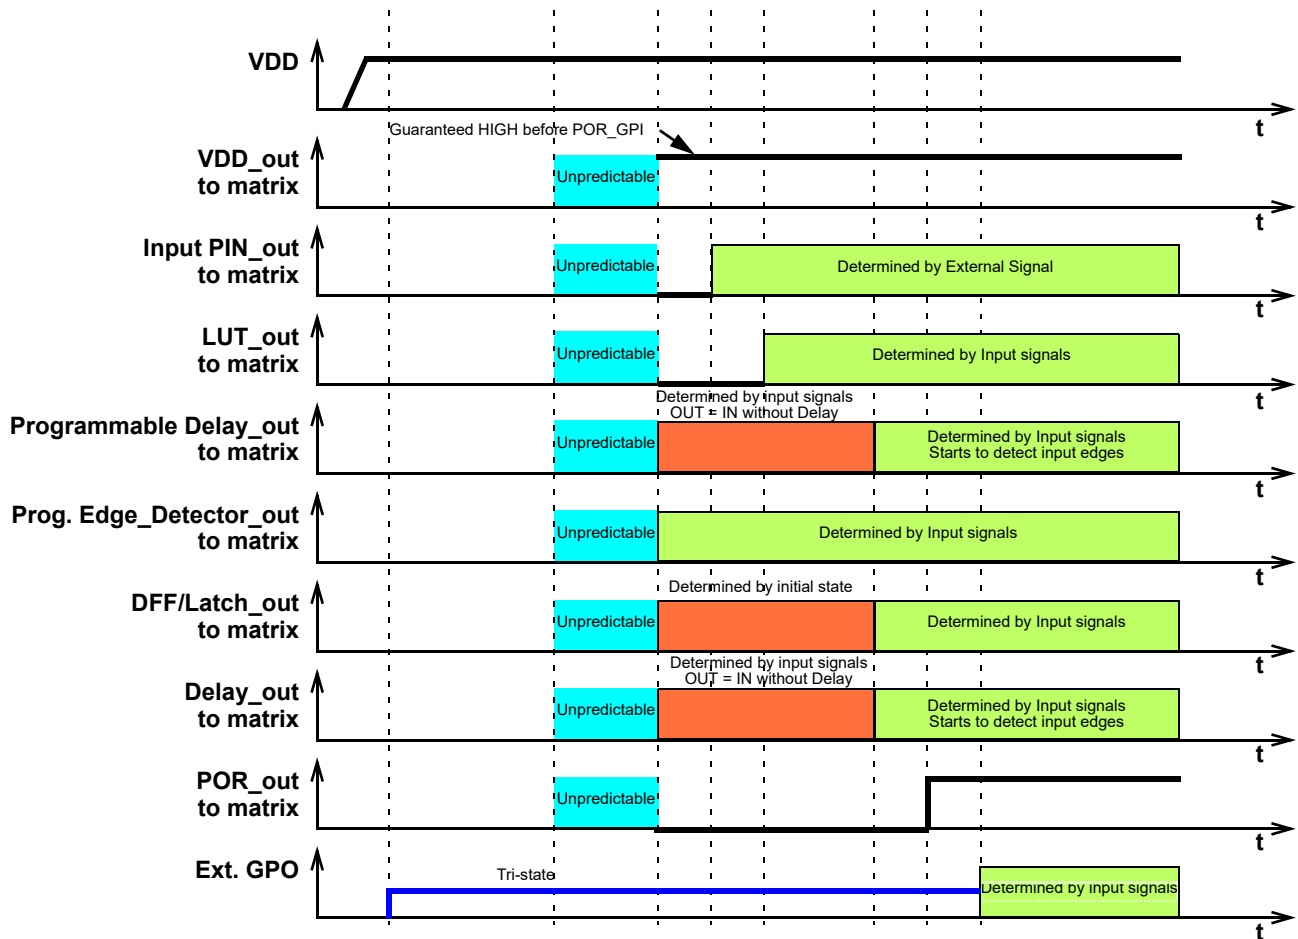 VDD
t
Guaranteed HIGH before POR_GPI
VDD_out
to matrix
Unpredictable
t
Input PIN_out
to matrix
Unpredictable
Determined by External Signal
t
LUT_out
to matrix
Unpredictable
Determined by Input signals
t
Determined by input signals
OUT = IN without Delay
Programmable Delay_out
to matrix
Unpredictable
Determined by Input signals
Starts to detect input edges
t
Prog. Edge_Detector_out
to matrix
Unpredictable
Determined by Input signals
t
Determined by initial state
DFF/Latch_out
to matrix
Unpredictable
Determined by Input signals
t
Determined by input signals
OUT = IN without Delay
Delay_out
to matrix
Unpredictable
Determined by Input signals
Starts to detect input edges
t
POR_out
to matrix
Unpredictable
t
Ext. GPO
Tri-state
Determined by input signals
t